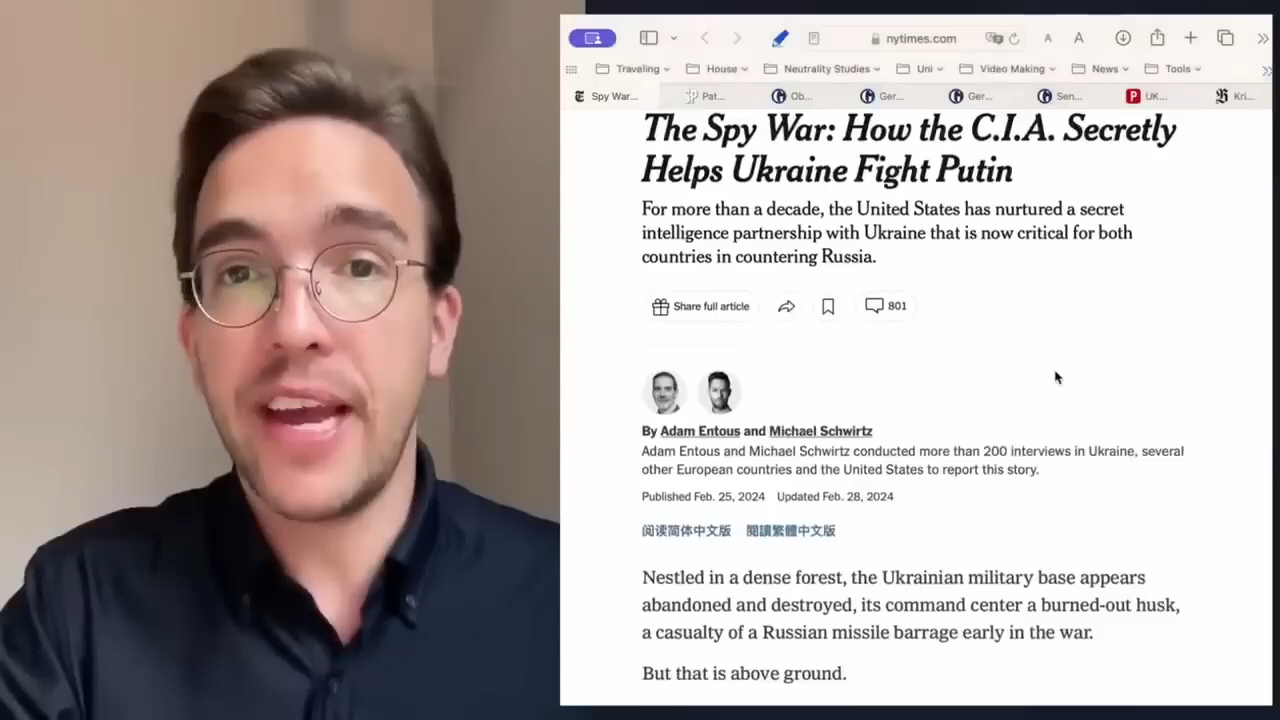 nytimes.com
A A
Traveling House Neutrality Studies Uni Video Making News Tools
Spy War... Pat... Ob... Ger... Ger... Sen... UK... Kri...
The Spy War: How the C.I.A. Secretly
Helps Ukraine Fight Putin
For more than a decade, the United States has nurtured a secret
intelligence partnership with Ukraine that is now critical for both
countries in countering Russia.
Share full article 801
By Adam Entous and Michael Schwirtz
Adam Entous and Michael Schwirtz conducted more than 200 interviews in Ukraine, several
other European countries and the United States to report this story.
Published Feb. 25, 2024 Updated Feb. 28, 2024
阅读简体中文版 閱讀繁體中文版
Nestled in a dense forest, the Ukrainian military base appears
abandoned and destroyed, its command center a burned-out husk,
a casualty of a Russian missile barrage early in the war.
But that is above ground.